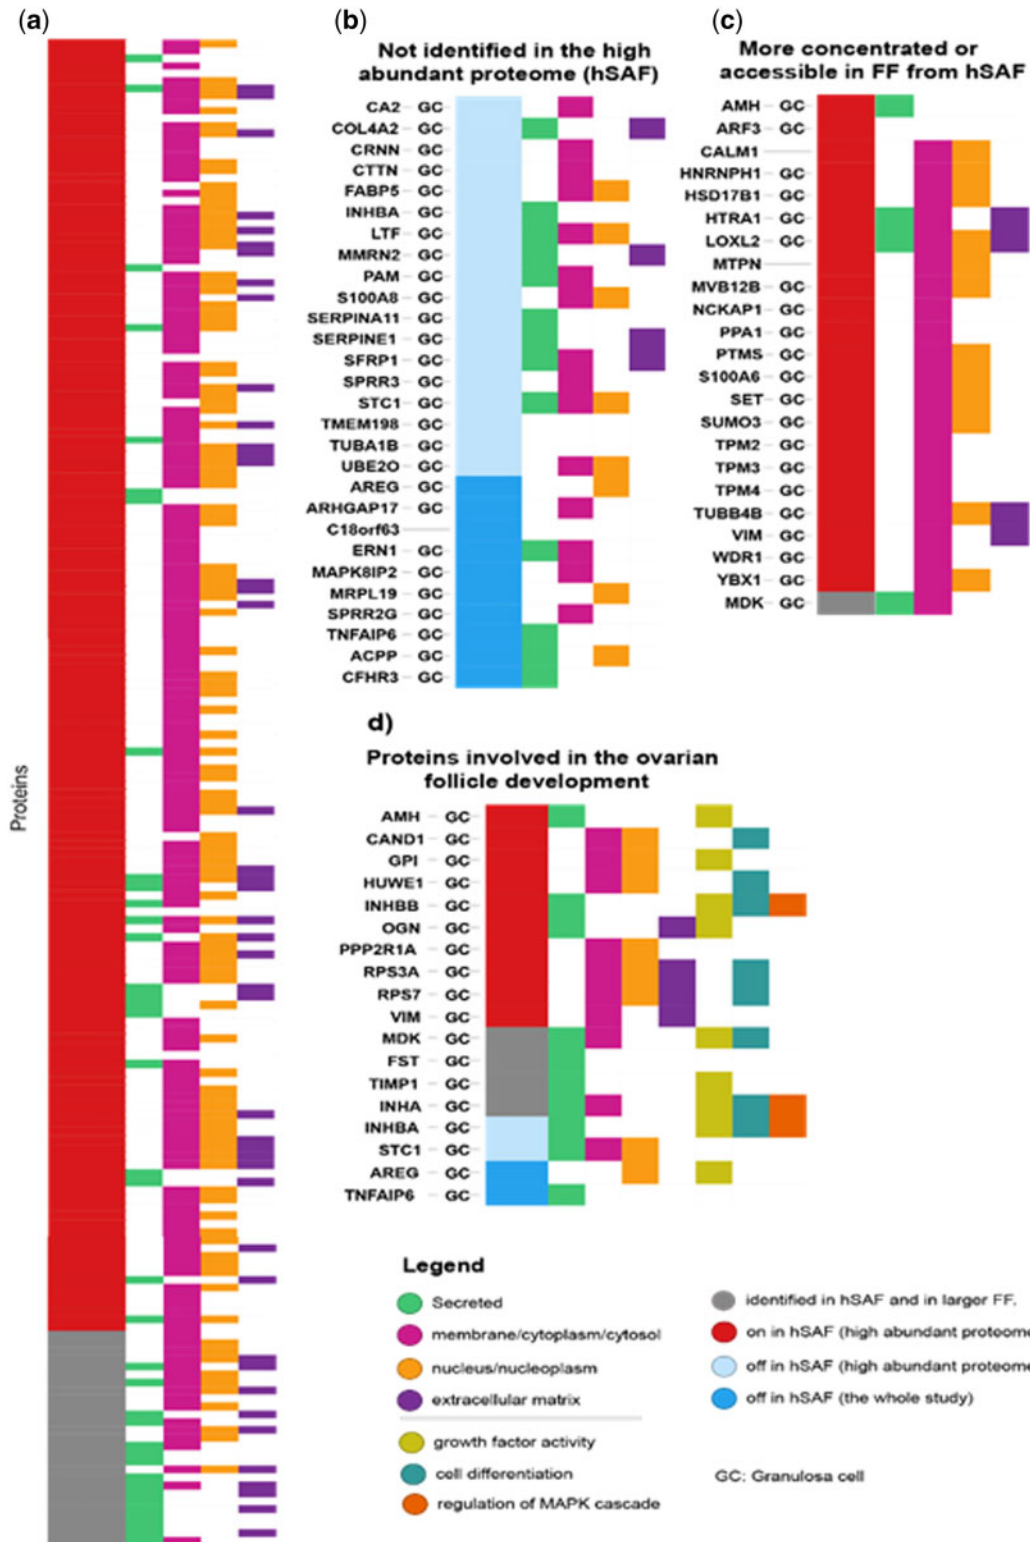 (a)
Proteins
(b)
Not identified in the high
abundant proteome (hSAF)
CA2 GC
COL4A2 GC
CRNN GC
CTTN GC
FABP5 GC
INHBA GC
LTF GC
MMRN2 GC
PAM GC
S100A8 GC
SERPINA11 GC
SERPINE1 GC
SFRP1 GC
SPRR3 GC
STC1 GC
TMEM198 GC
TUBA1B GC
UBE2O GC
AREG GC
ARHGAP17 GC
C18orf63
ERN1 GC
MAPK8IP2 GC
MRPL19 GC
SPRR2G GC
TNFAIP6 GC
ACPP GC
CFHR3 GC
(c)
More concentrated or
accessible in FF from hSAF
AMH GC
ARF3 GC
CALM1
HNRNPH1 GC
HSD17B1 GC
HTRA1 GC
LOXL2 GC
MTPN
MVB12B GC
NCKAP1 GC
PPA1 GC
PTMS GC
S100A6 GC
SET GC
SUMO3 GC
TPM2 GC
TPM3 GC
TPM4 GC
TUBB4B GC
VIM GC
WDR1 GC
YBX1 GC
MDK GC
d)
Proteins involved in the ovarian
follicle development
AMH GC
CAND1 GC
GPI GC
HUWE1 GC
INHBB GC
OGN GC
PPP2R1A GC
RPS3A GC
RPS7 GC
VIM GC
MDK GC
FST GC
TIMP1 GC
INHA GC
INHBA GC
STC1 GC
AREG GC
TNFAIP6 GC
Legend
Secreted
membrane/cytoplasm/cytosol
nucleus/nucleoplasm
extracellular matrix
growth factor activity
cell differentiation
regulation of MAPK cascade
identified in hSAF and in larger FF.
on in hSAF (high abundant proteome
off in hSAF (high abundant proteome
off in hSAF (the whole study)
GC: Granulosa cell